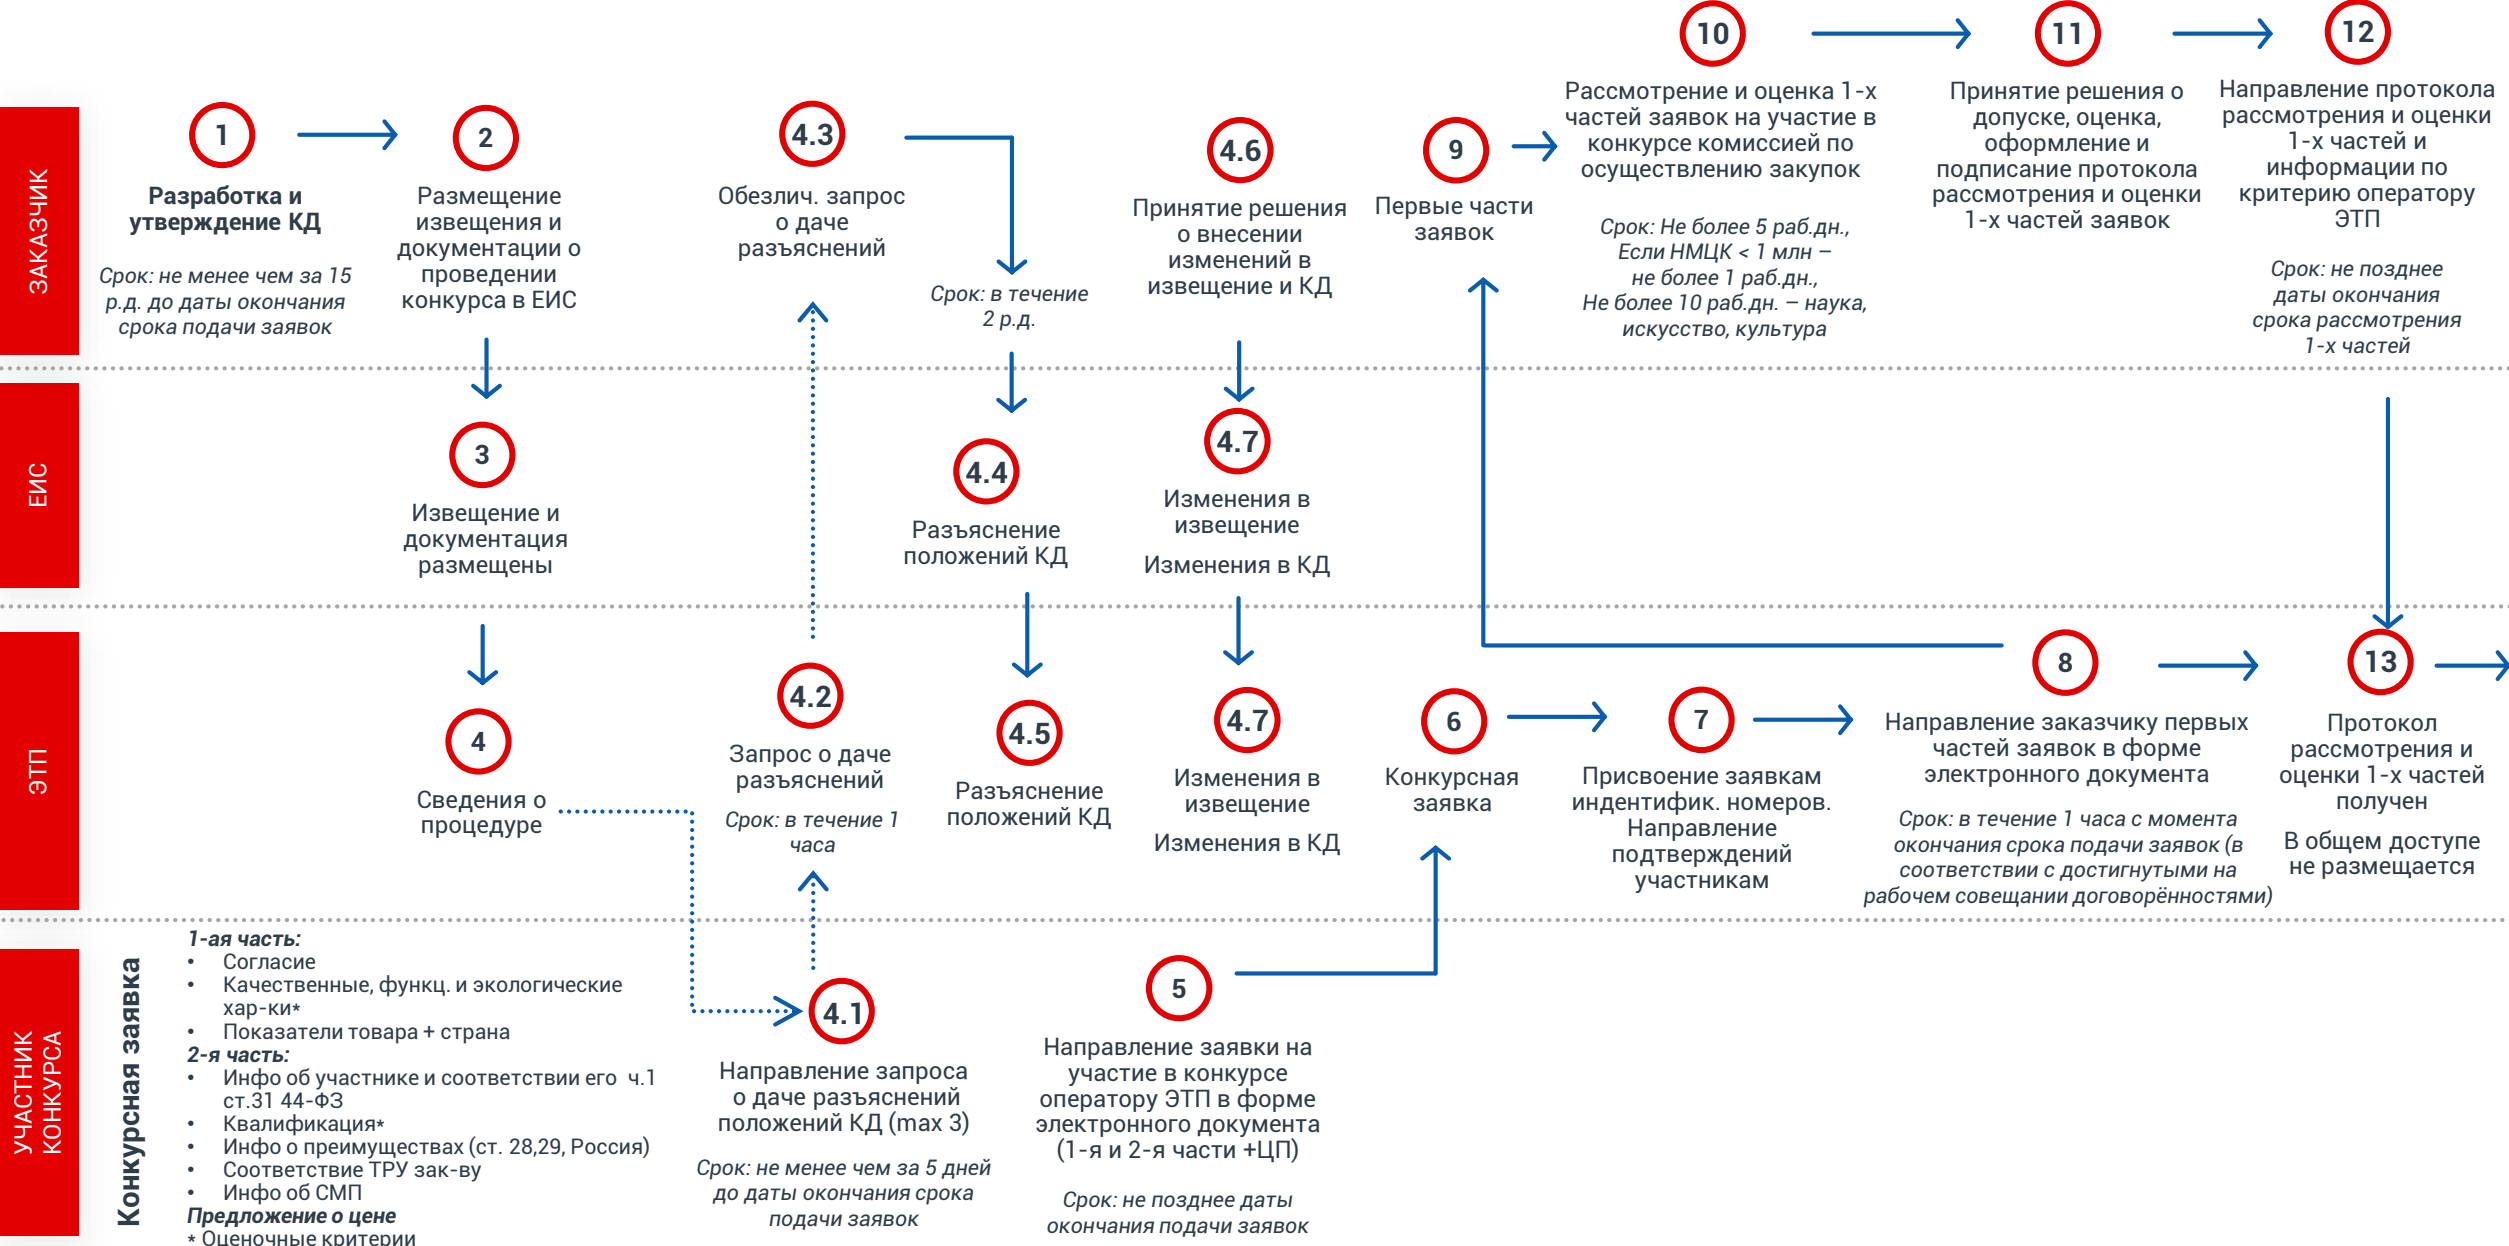 ЗАКАЗЧИК
1
Разработка и
утверждение КД
Срок: не менее чем за 15
р.д. до даты окончания
срока подачи заявок
2
Размещение
извещения и
документации о
проведении
конкурса в ЕИС
4.3
Обезлич. запрос
о даче
разъяснений
Срок: в течение
2 р.д.
4.6
Принятие решения
о внесении
изменений в
извещение и КД
9
Первые части
заявок
10
Рассмотрение и оценка 1-х
частей заявок на участие в
конкурсе комиссией по
осуществлению закупок
Срок: Не более 5 раб.дн.,
Если НМЦК < 1 млн –
не более 1 раб.дн.,
Не более 10 раб.дн. – наука,
искусство, культура
11
Принятие решения о
допуске, оценка,
оформление и
подписание протокола
рассмотрения и оценки
1-х частей заявок
12
Направление протокола
рассмотрения и оценки
1-х частей и
информации по
критерию оператору
ЭТП
Срок: не позднее
даты окончания
срока рассмотрения
1-х частей
ЕИС
3
Извещение и
документация
размещены
4.4
Разъяснение
положений КД
4.7
Изменения в
извещение
Изменения в КД
ЭТП
4
Сведения о
процедуре
4.2
Запрос о даче
разъяснений
Срок: в течение 1
часа
4.5
Разъяснение
положений КД
4.7
Изменения в
извещение
Изменения в КД
6
Конкурсная
заявка
7
Присвоение заявкам
индентифик. номеров.
Направление
подтверждений
участникам
8
Направление заказчику первых
частей заявок в форме
электронного документа
Срок: в течение 1 часа с момента
окончания срока подачи заявок (в
соответствии с достигнутыми на
рабочем совещании договорённостями)
13
Протокол
рассмотрения и
оценки 1-х частей
получен
В общем доступе
не размещается
УЧАСТНИК
КОНКУРСА
Конкурсная заявка
1-ая часть:
• Согласие
• Качественные, функц. и экологические
хар-ки*
• Показатели товара + страна
2-я часть:
• Инфо об участнике и соответствии его ч.1
ст.31 44-ФЗ
• Квалификация*
• Инфо о преимуществах (ст. 28,29, Россия)
• Соответствие ТРУ зак-ву
• Инфо об СМП
Предложение о цене
* Оценочные критерии
4.1
Направление запроса
о даче разъяснений
положений КД (max 3)
Срок: не менее чем за 5 дней
до даты окончания срока
подачи заявок
5
Направление заявки на
участие в конкурсе
оператору ЭТП в форме
электронного документа
(1-я и 2-я части +ЦП)
Срок: не позднее даты
окончания подачи заявок